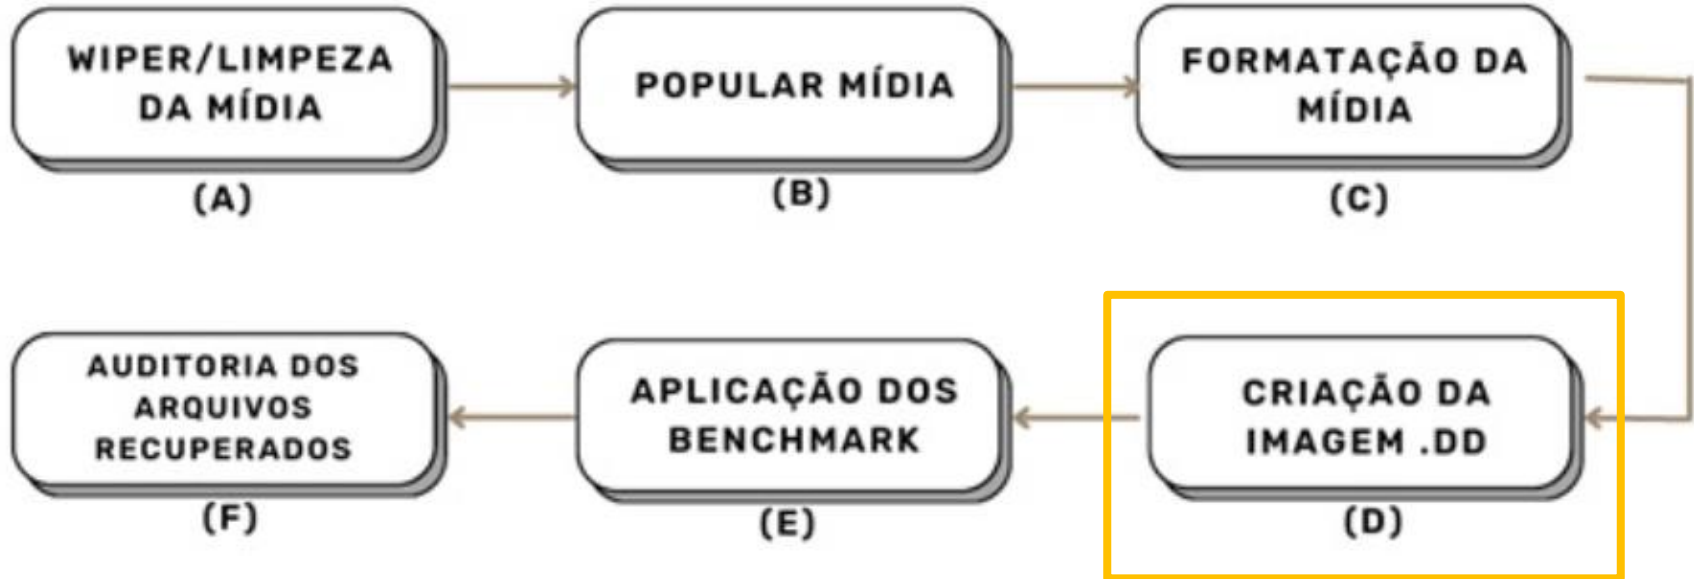 WIPER/LIMPEZA
DA MÍDIA
(A)
POPULAR MÍDIA
(B)
FORMATAÇÃO DA
MÍDIA
(C)
CRIAÇÃO DA
IMAGEM .DD
(D)
APLICAÇÃO DOS
BENCHMARK
(E)
AUDITORIA DOS
ARQUIVOS
RECUPERADOS
(F)